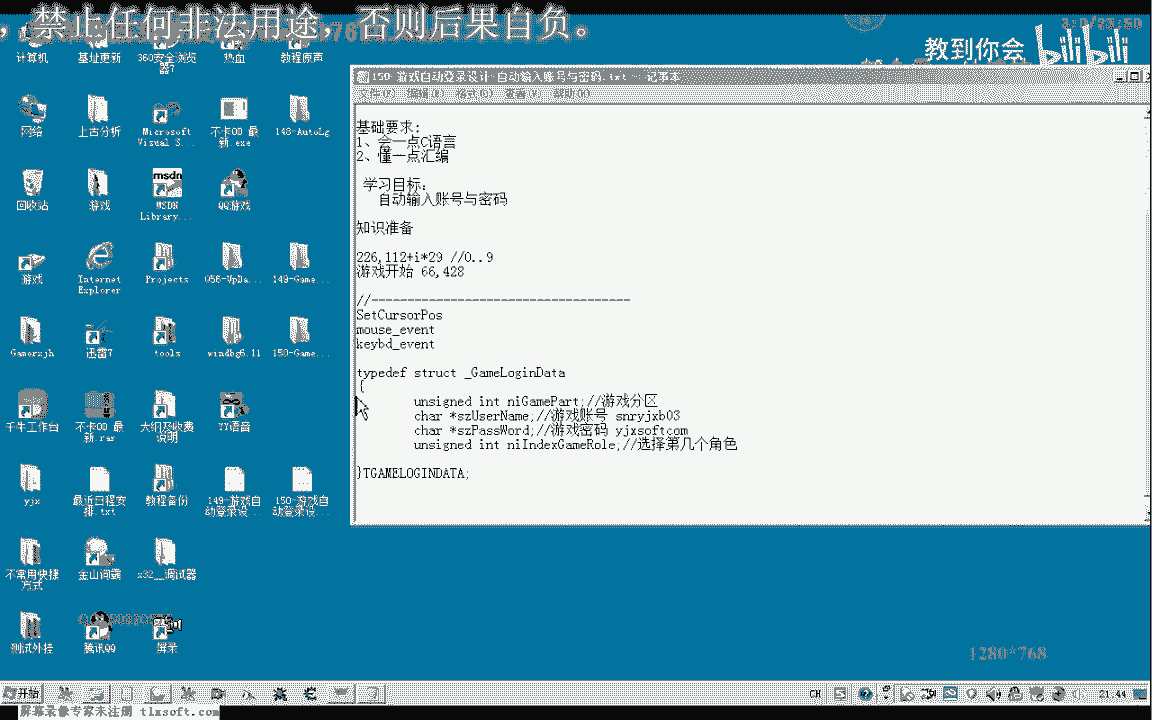 ，禁止任何非法用途，否则后果自负。
教到你会 bilibili
1280*768
屏幕录像专家未注册 tlxsoft.com
计算机
基址更新
360安全浏览器7
热血
教程原声
网络
上古分析
Microsoft Visual S...
不卡OD 最新.exe
148-AutoLg
回收站
游戏
MSDN Library...
QQ游戏
游戏
Internet Explorer
Projects
056-UpDa...
149-Game...
Gamerxjh
迅雷7
tools
windbg6.11
150-Game...
千牛工作台
不卡OD 最新.rar
大纲及收费说明
YY语音
yjx
最近日程安排.txt
教程备份
149-游戏自动登录设...
150-游戏自动登录设...
不常用快捷方式
金山词霸
x32__调试器
测试外挂
腾讯QQ
屏录
150-游戏自动登录设计-自动输入账号与密码.txt - 记事本
文件(F) 编辑(E) 格式(O) 查看(V) 帮助(H)
基础要求:
1、会一点C语言
2、懂一点汇编
学习目标:
自动输入账号与密码
知识准备
226,112+i*29 //0..9
游戏开始 66,428
//------------------------------------
SetCursorPos
mouse_event
keybd_event
typedef struct _GameLoginData
{
unsigned int niGamePart;//游戏分区
char *szUserName;//游戏账号 snryjxb03
char *szPassWord;//游戏密码 yjxsoftcom
unsigned int niIndexGameRole;//选择第几个角色
}TGAMELOGINDATA;
开始
CH
21:44